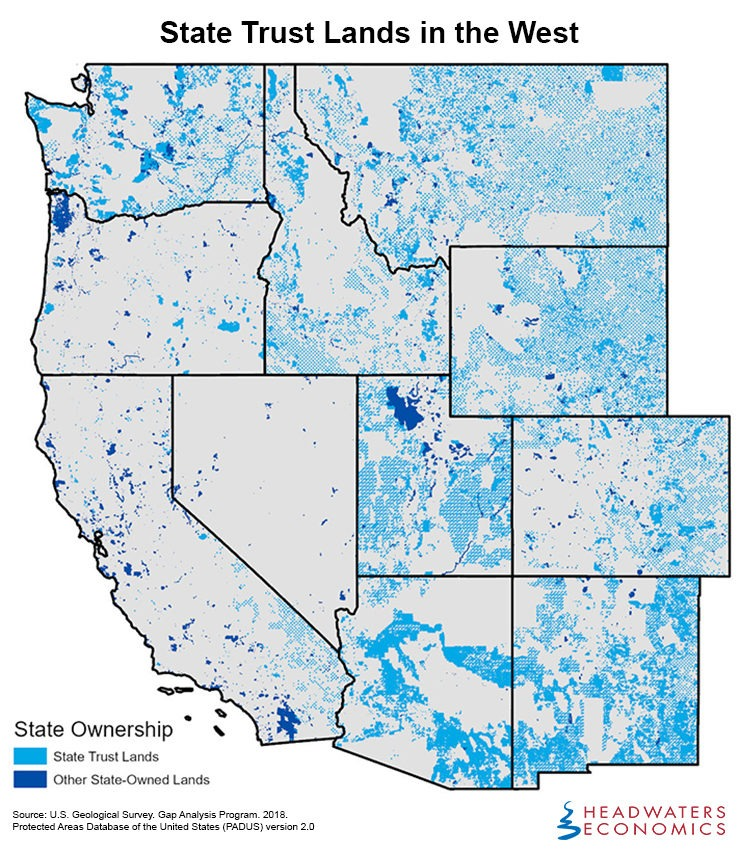 State Trust Lands in the West
State Ownership
State Trust Lands
Other State-Owned Lands
Source: U.S. Geological Survey. Gap Analysis Program. 2018.
Protected Areas Database of the United States (PADUS) version 2.0
HEADWATERS
ECONOMICS